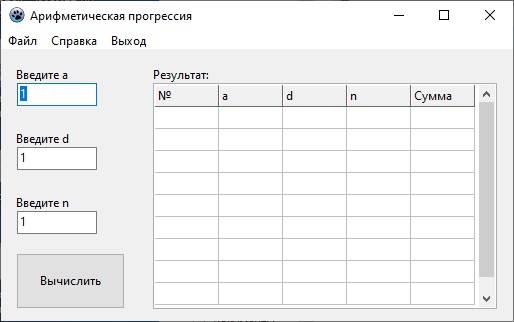 Арифметическая прогрессия
Файл Справка Выход
Введите a
1
Введите d
1
Введите n
1
Вычислить
Результат:
№ a d n Сумма